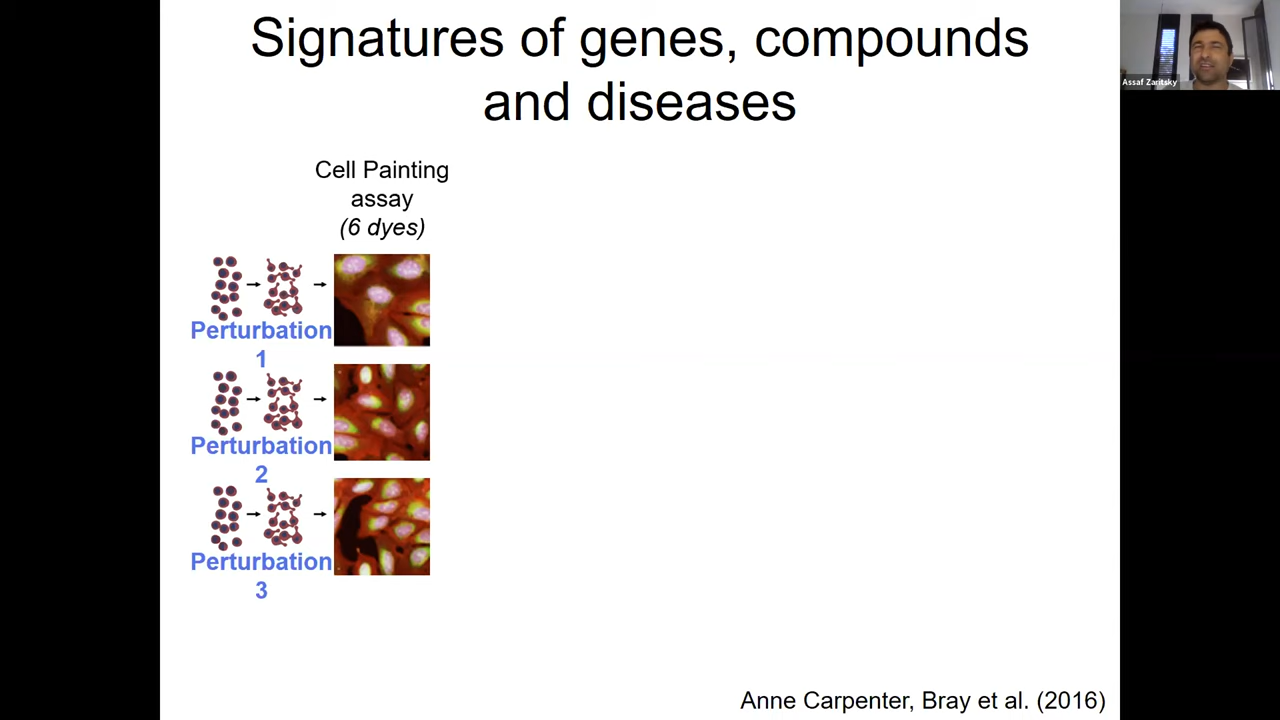 Signatures of genes, compounds
and diseases
Assaf Zaritsky
Cell Painting
assay
(6 dyes)
Perturbation
1
Perturbation
2
Perturbation
3
Anne Carpenter, Bray et al. (2016)